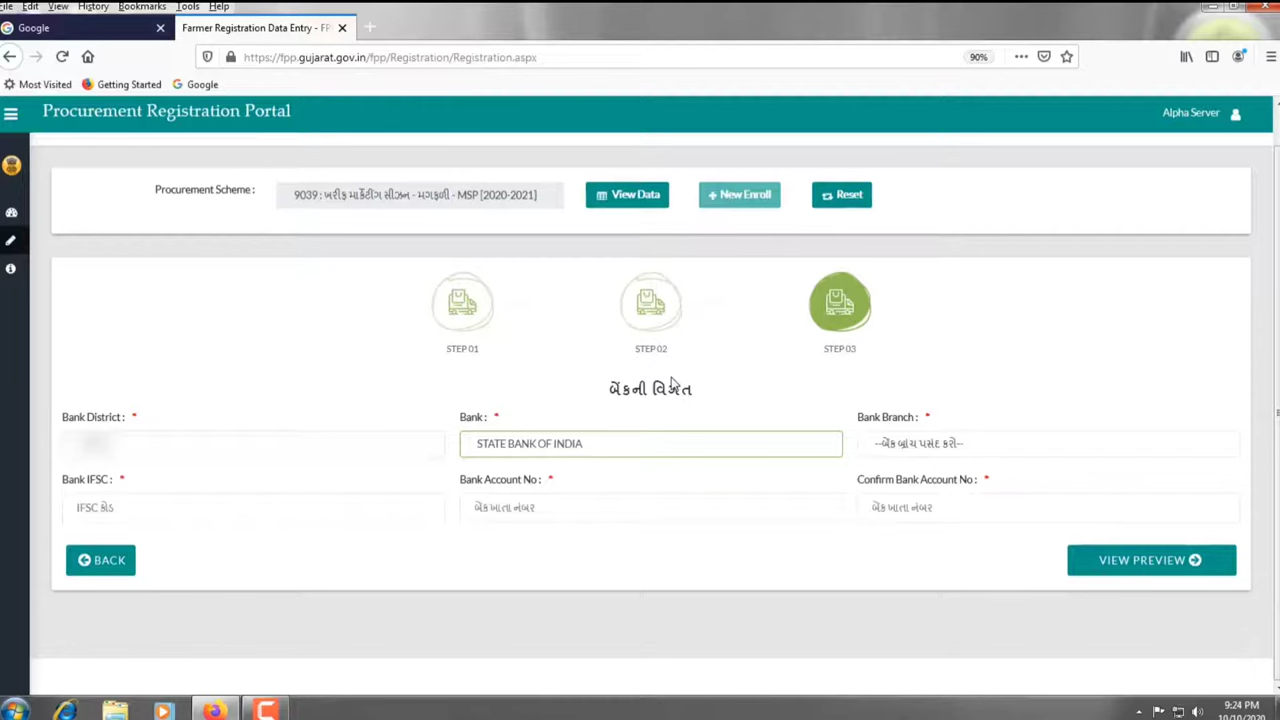 File Edit View History Bookmarks Tools Help
Google
Farmer Registration Data Entry - FP
https://fpp.gujarat.gov.in/fpp/Registration/Registration.aspx 90%
Most Visited Getting Started Google
Procurement Registration Portal Alpha Server
Procurement Scheme : 9039 : ખરીફ માર્કેટીંગ સીઝન - મગફળી - MSP [2020-2021] View Data New Enroll Reset
STEP 01 STEP 02 STEP 03
બેંકની વિગત
Bank District : * Bank : * Bank Branch : *
STATE BANK OF INDIA --બેંક બ્રાંચ પસંદ કરો--
Bank IFSC : * Bank Account No : * Confirm Bank Account No : *
IFSC કોડ બેંક ખાતા નંબર બેંક ખાતા નંબર
BACK VIEW PREVIEW
9:24 PM
10/10/2020